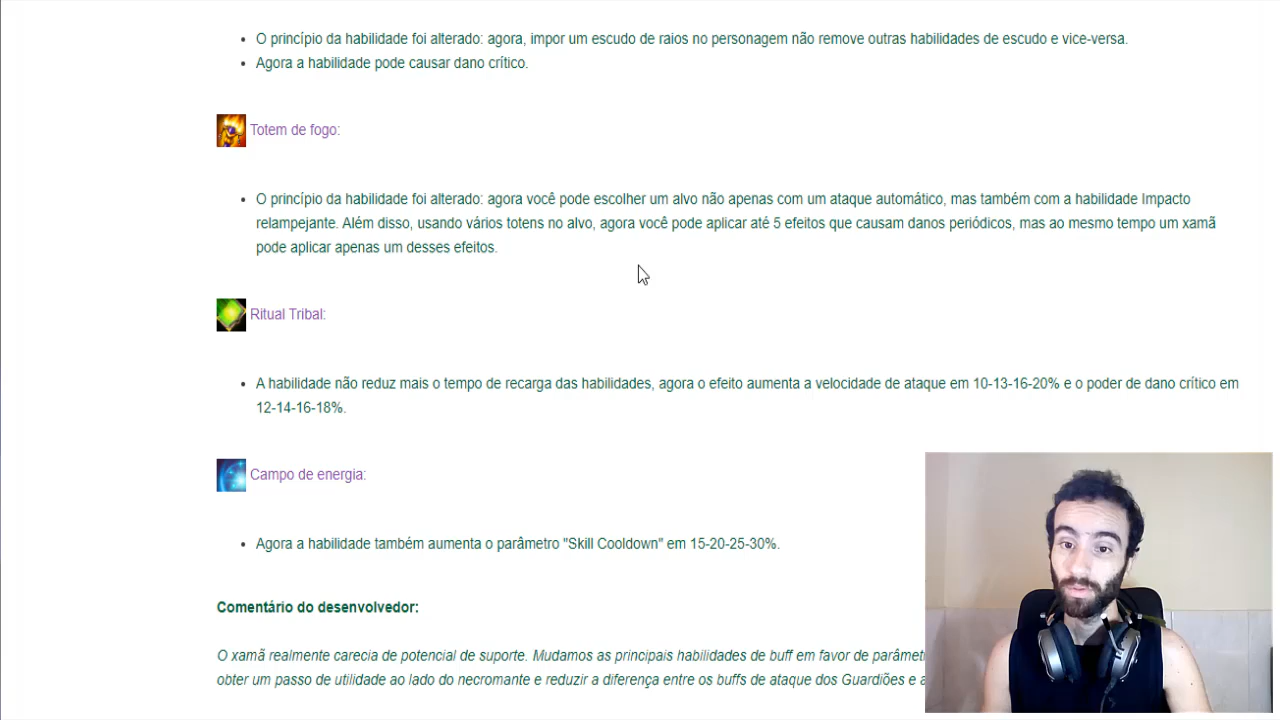 O princípio da habilidade foi alterado: agora, impor um escudo de raios no personagem não remove outras habilidades de escudo e vice-versa.
Agora a habilidade pode causar dano crítico.
Totem de fogo:
O princípio da habilidade foi alterado: agora você pode escolher um alvo não apenas com um ataque automático, mas também com a habilidade Impacto
relampejante. Além disso, usando vários totens no alvo, agora você pode aplicar até 5 efeitos que causam danos periódicos, mas ao mesmo tempo um xamã
pode aplicar apenas um desses efeitos.
Ritual Tribal:
A habilidade não reduz mais o tempo de recarga das habilidades, agora o efeito aumenta a velocidade de ataque em 10-13-16-20% e o poder de dano crítico em
12-14-16-18%.
Campo de energia:
Agora a habilidade também aumenta o parâmetro "Skill Cooldown" em 15-20-25-30%.
Comentário do desenvolvedor:
O xamã realmente carecia de potencial de suporte. Mudamos as principais habilidades de buff em favor de
obter um passo de utilidade ao lado do necromante e reduzir a diferença entre os buffs de ataque dos Guardiões e